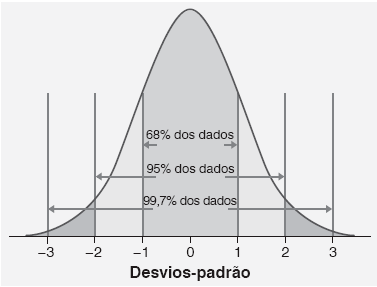 68% dos dados
95% dos dados
99,7% dos dados
−3 −2 −1 0 1 2 3
Desvios-padrão